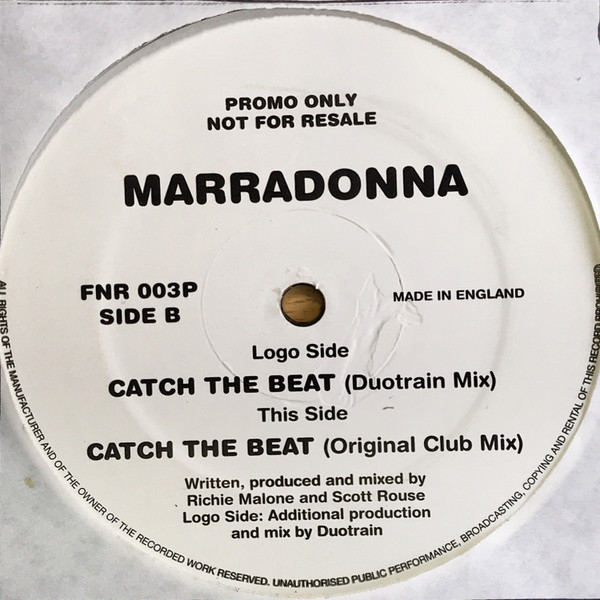 PROMO ONLY
NOT FOR RESALE
MARRADONNA
FNR 003P
SIDE B
MADE IN ENGLAND
Logo Side
CATCH THE BEAT (Duotrain Mix)
This Side
CATCH THE BEAT (Original Club Mix)
Written, produced and mixed by
Richie Malone and Scott Rouse
Logo Side: Additional production
and mix by Duotrain
ALL RIGHTS OF THE MANUFACTURER AND OF THE OWNER OF THE RECORDED WORK RESERVED. UNAUTHORISED PUBLIC PERFORMANCE, BROADCASTING, COPYING AND RENTAL OF THIS RECORD PROHIBITED